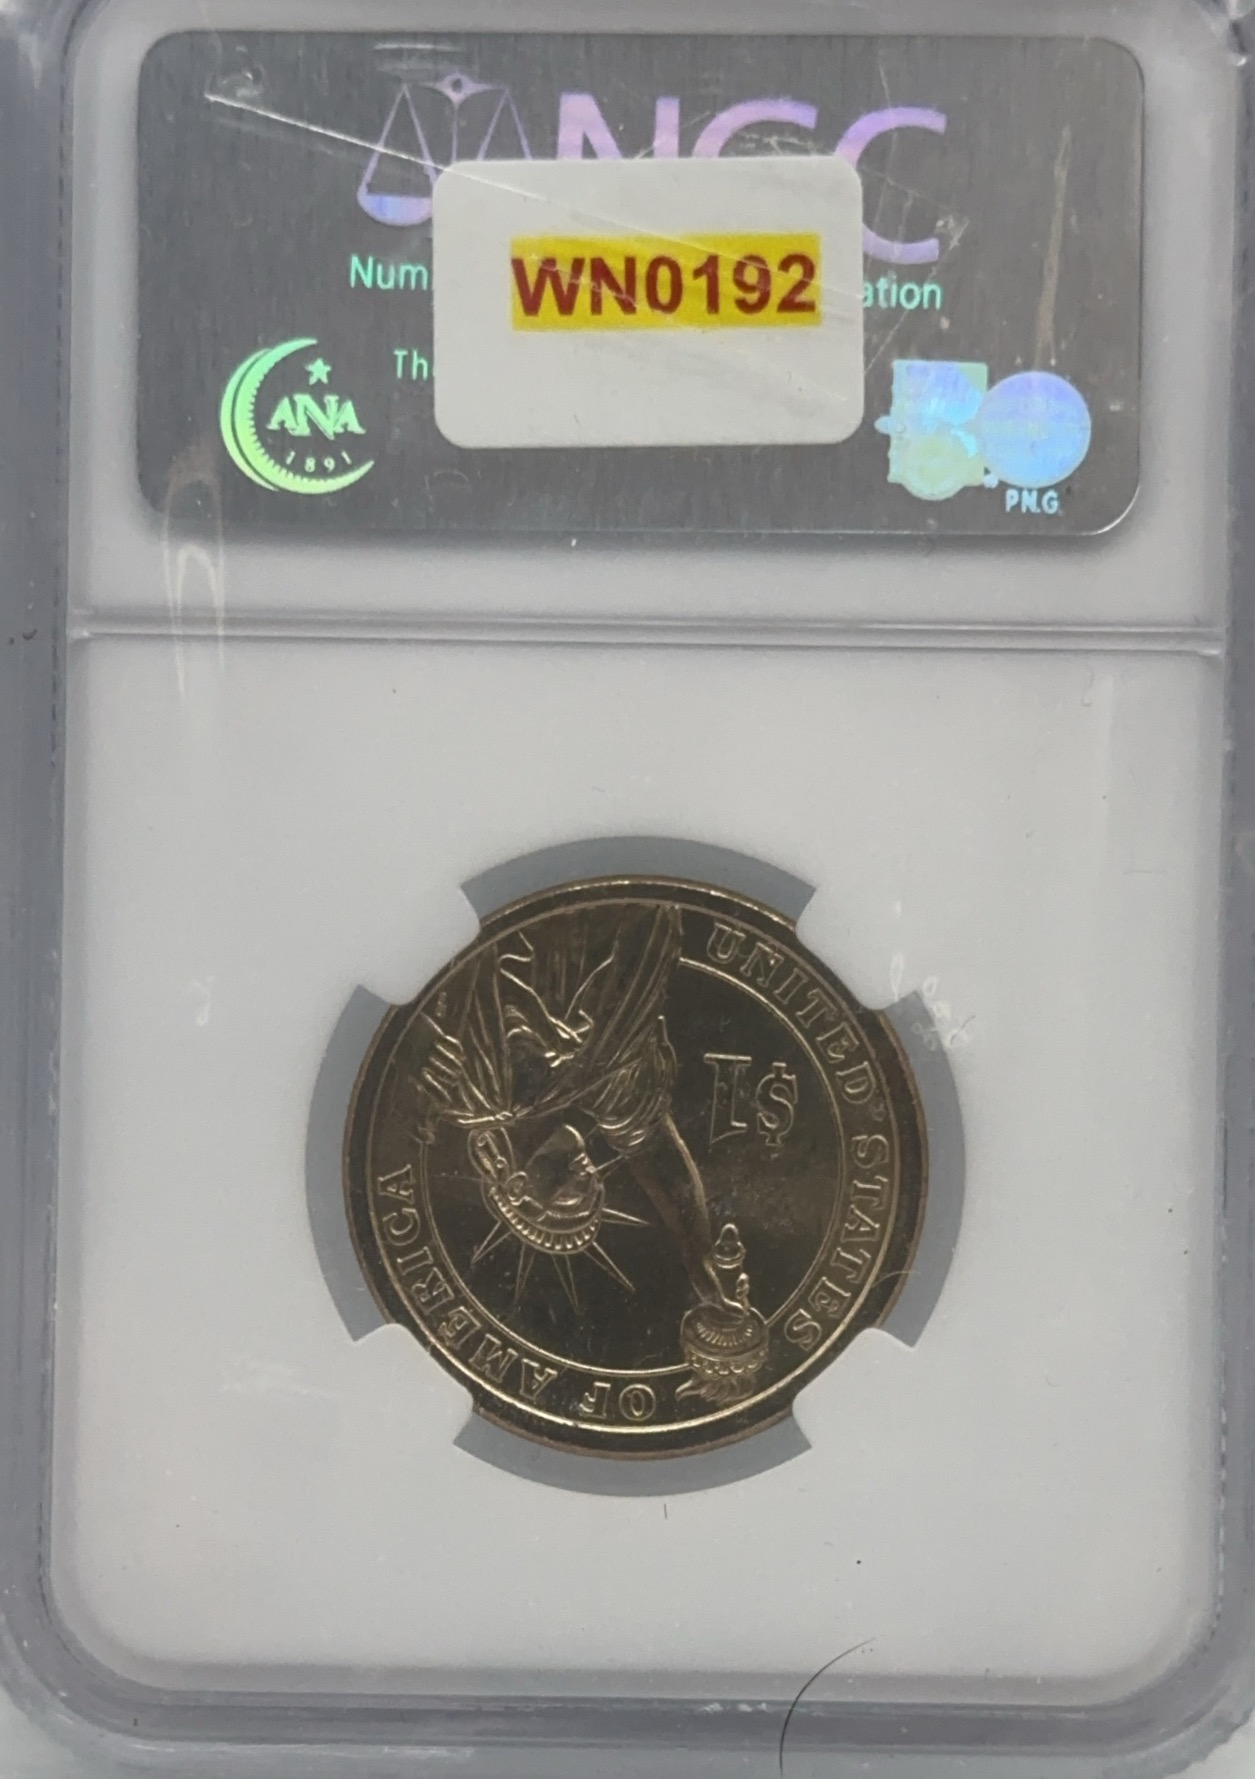 NGC
Num
ation
Th
WN0192
ANA
1891
P.N.G.
UNITED STATES OF AMERICA
$1